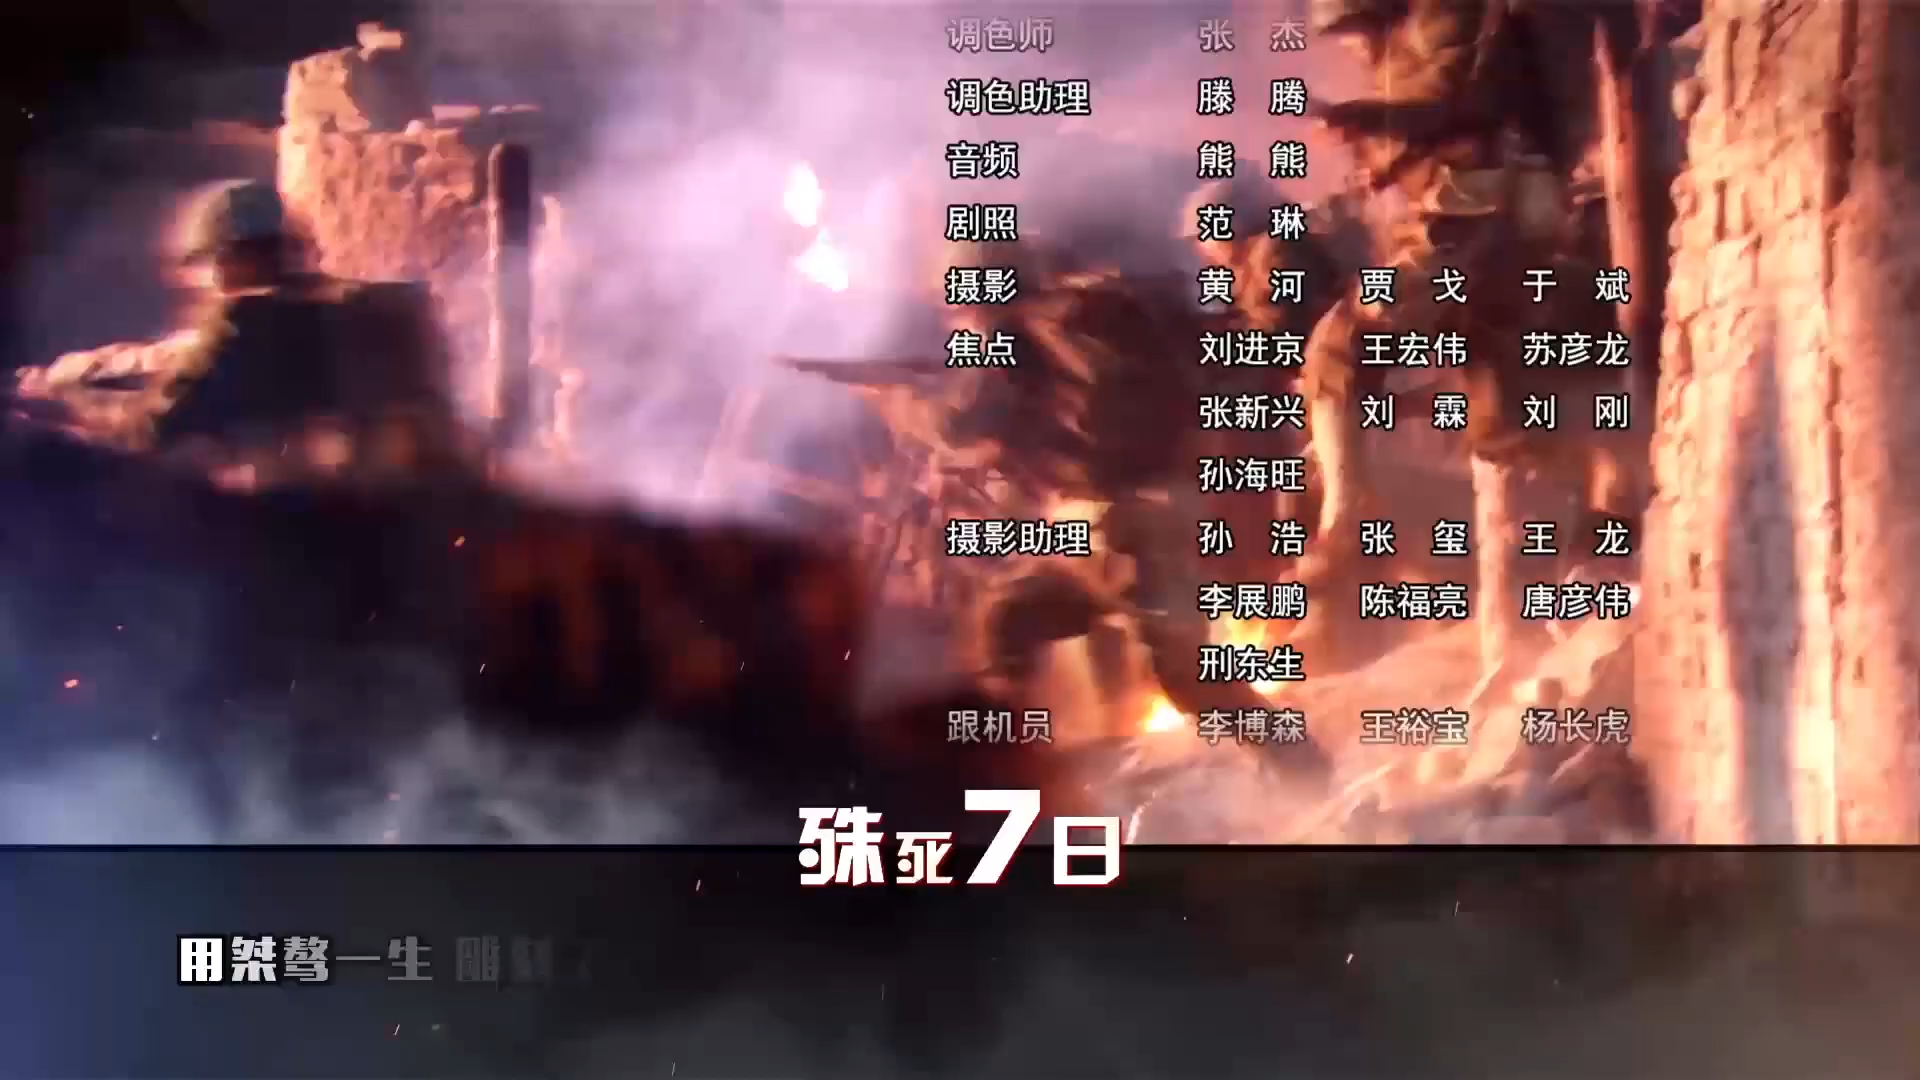 调色师 张 杰
调色助理 滕 腾
音频 熊 熊
剧照 范 琳
摄影 黄 河 贾 戈 于 斌
焦点 刘进京 王宏伟 苏彦龙
张新兴 刘 霖 刘 刚
孙海旺
摄影助理 孙 浩 张 玺 王 龙
李展鹏 陈福亮 唐彦伟
刑东生
跟机员 李博森 王裕宝 杨长虎
殊死7日
用桀骜一生 雕刻